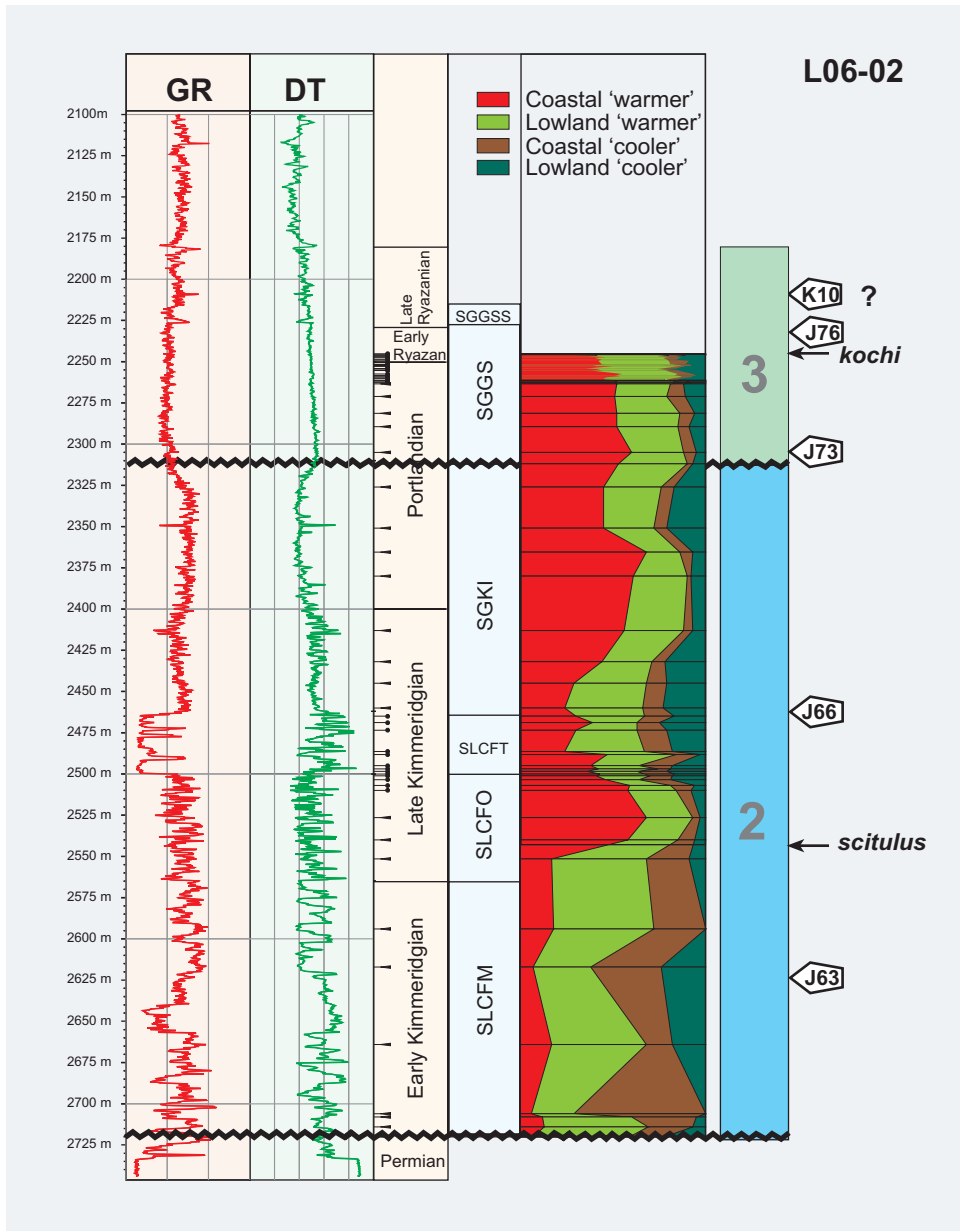 L06-02
GR
DT
Coastal 'warmer'
Lowland 'warmer'
Coastal 'cooler'
Lowland 'cooler'
2100m
2125 m
2150 m
2175 m
2200 m
2225 m
2250 m
2275 m
2300 m
2325 m
2350 m
2375 m
2400 m
2425 m
2450 m
2475 m
2500 m
2525 m
2550 m
2575 m
2600 m
2625 m
2650 m
2675 m
2700 m
2725 m
Late
Ryazanian
Early
Ryazan
Portlandian
Late Kimmeridgian
Early Kimmeridgian
Permian
SGGSS
SGGS
SGKI
SLCFT
SLCFO
SLCFM
3
2
K10 ?
J76
kochi
J73
J66
scitulus
J63